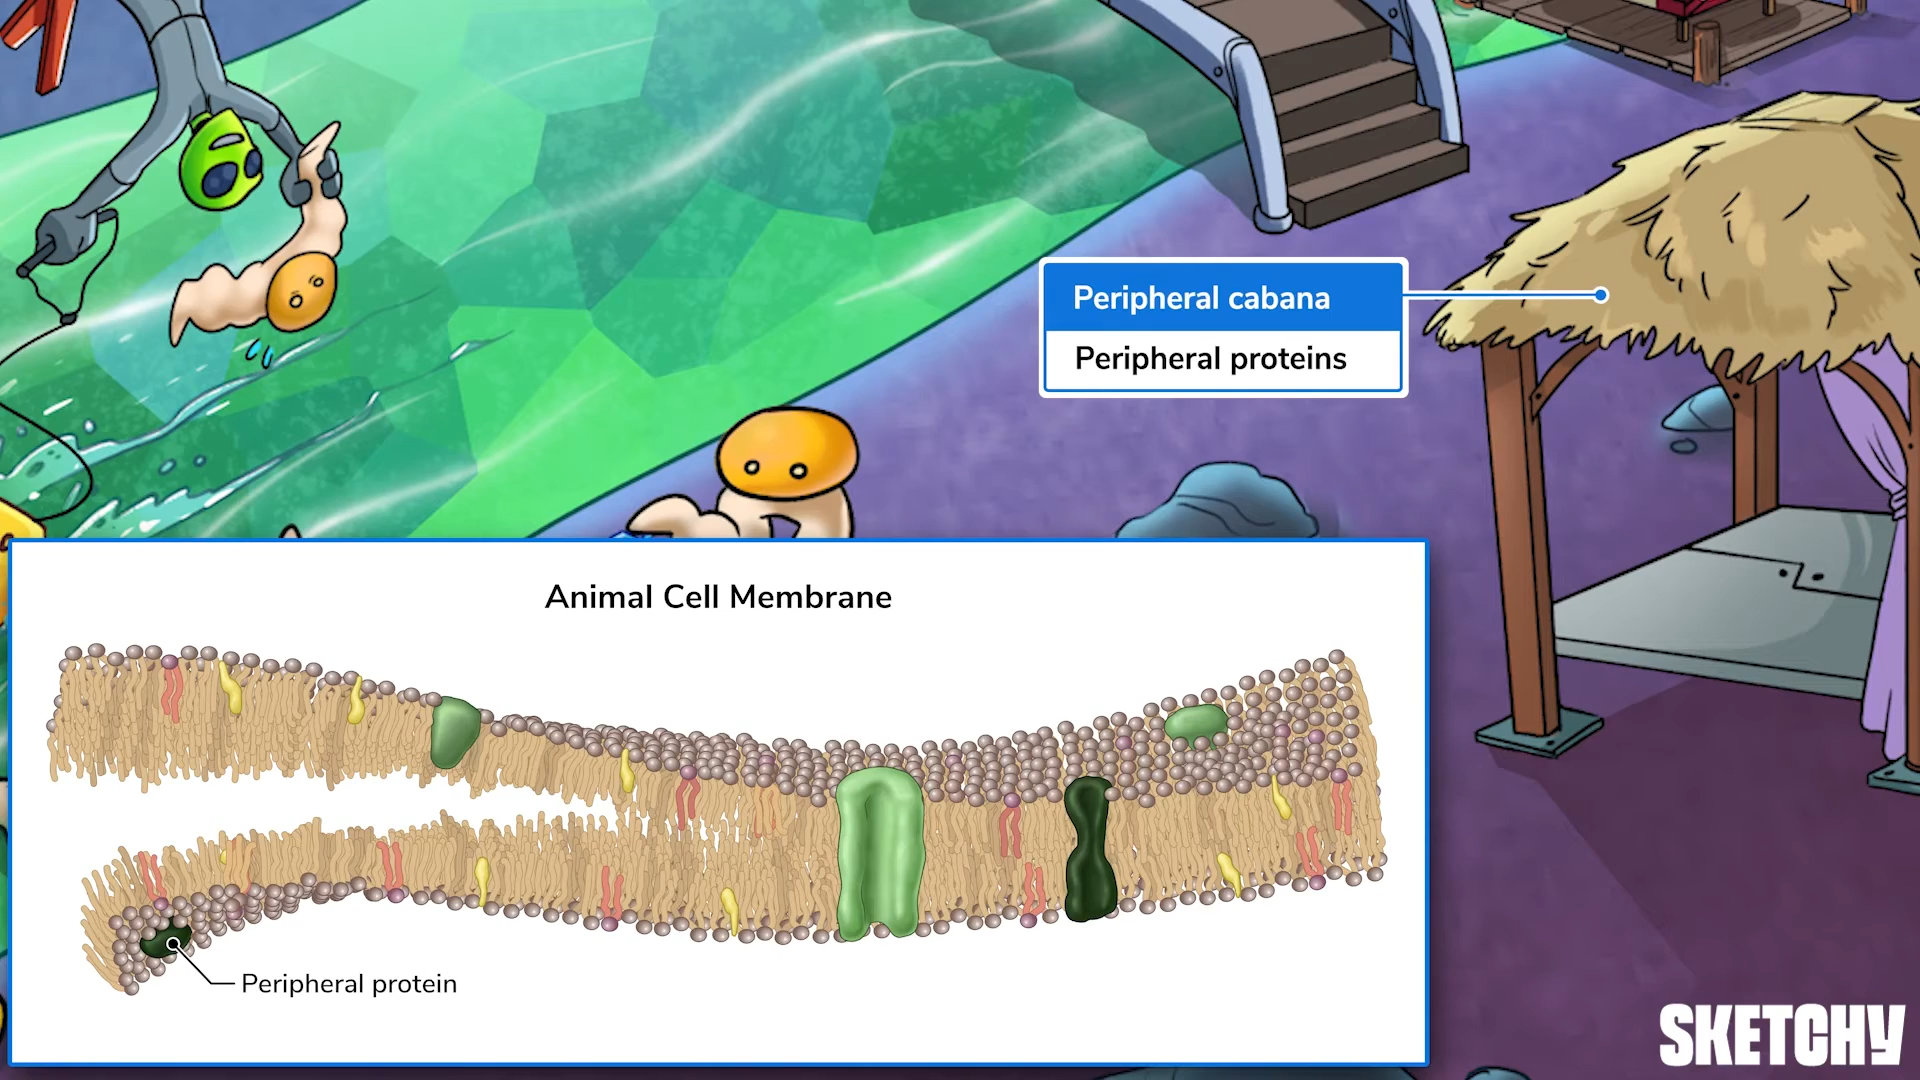 Peripheral cabana
Peripheral proteins
Animal Cell Membrane
Peripheral protein
SKETCHY